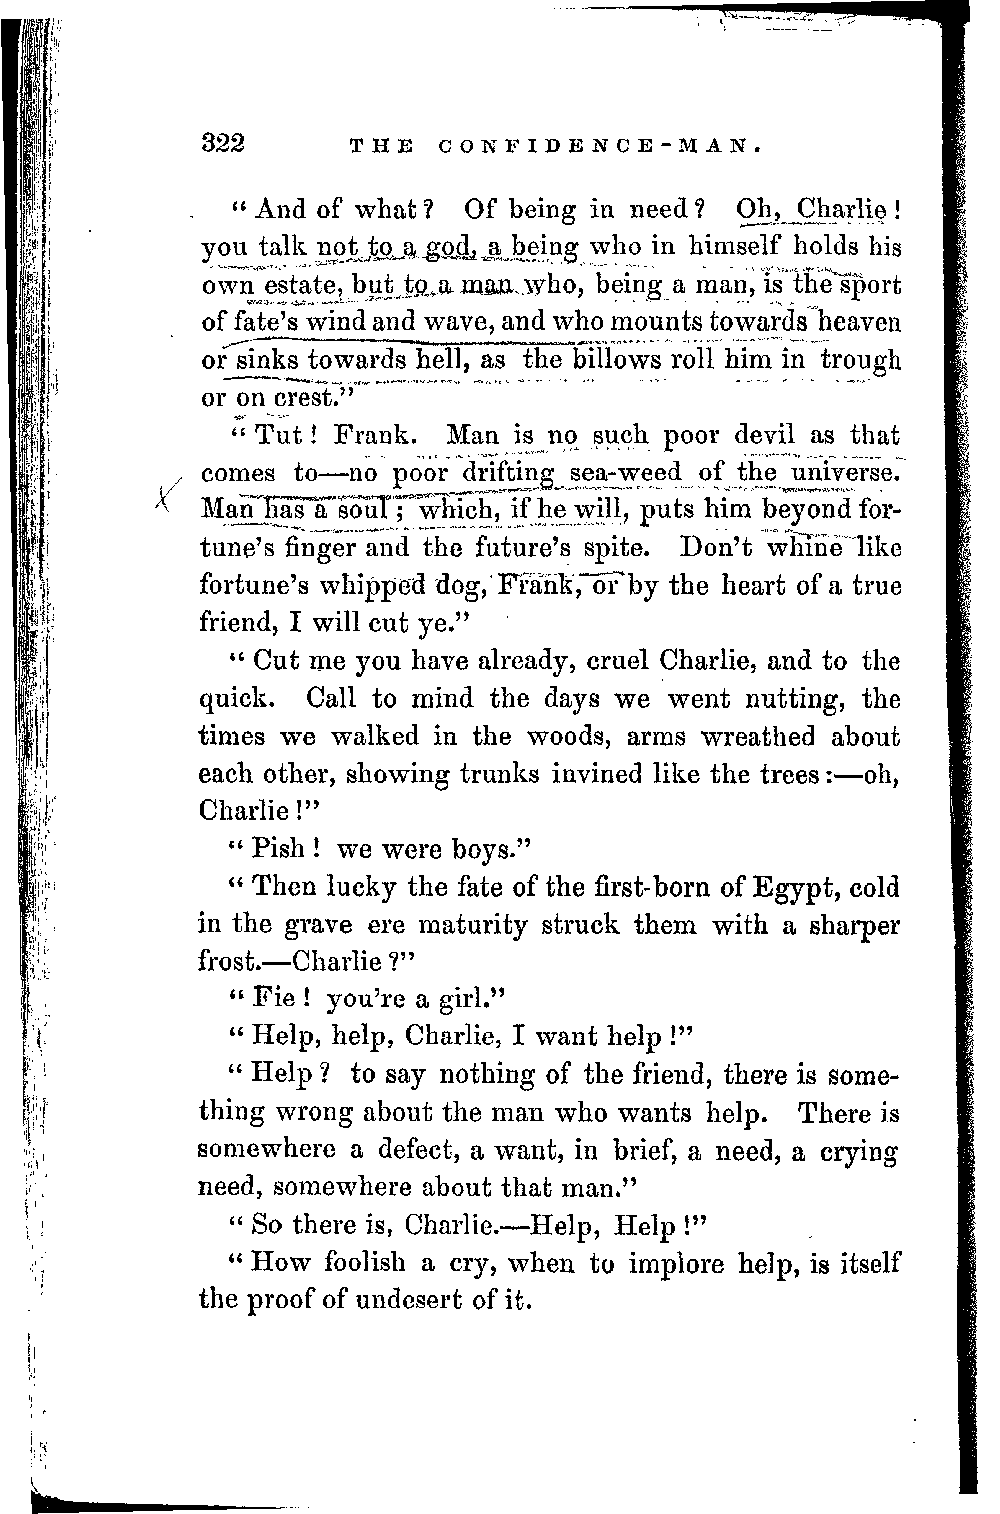 322 THE CONFIDENCE-MAN.
“And of what? Of being in need? Oh, Charlie!
you talk not to a god, a being who in himself holds his
own estate, but to a man who, being a man, is the sport
of fate’s wind and wave, and who mounts towards heaven
or sinks towards hell, as the billows roll him in trough
or on crest.”
“Tut! Frank. Man is no such poor devil as that
comes to—no poor drifting sea-weed of the universe.
Man has a soul; which, if he will, puts him beyond for-
tune’s finger and the future’s spite. Don’t whine like
fortune’s whipped dog, Frank, or by the heart of a true
friend, I will cut ye.”
“Cut me you have already, cruel Charlie, and to the
quick. Call to mind the days we went nutting, the
times we walked in the woods, arms wreathed about
each other, showing trunks invined like the trees:—oh,
Charlie!”
“Pish! we were boys.”
“Then lucky the fate of the first-born of Egypt, cold
in the grave ere maturity struck them with a sharper
frost.—Charlie?”
“Fie! you’re a girl.”
“Help, help, Charlie, I want help!”
“Help? to say nothing of the friend, there is some-
thing wrong about the man who wants help. There is
somewhere a defect, a want, in brief, a need, a crying
need, somewhere about that man.”
“So there is, Charlie.—Help, Help!”
“How foolish a cry, when to implore help, is itself
the proof of undesert of it.